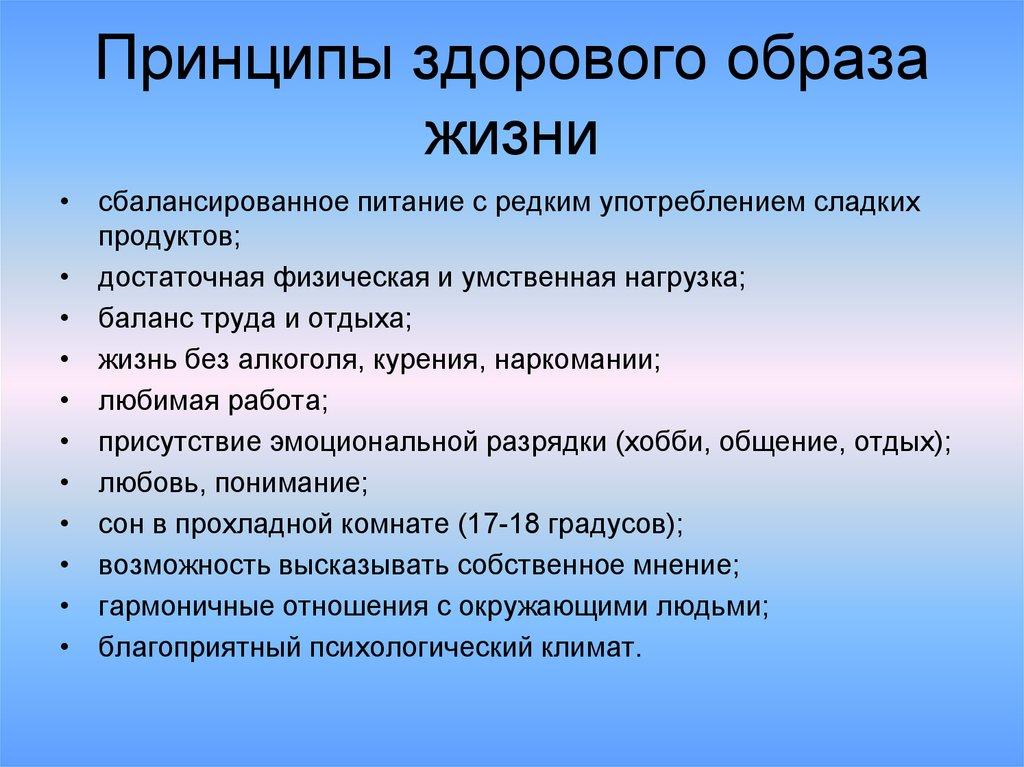 Принципы здорового образа
жизни
• сбалансированное питание с редким употреблением сладких
продуктов;
• достаточная физическая и умственная нагрузка;
• баланс труда и отдыха;
• жизнь без алкоголя, курения, наркомании;
• любимая работа;
• присутствие эмоциональной разрядки (хобби, общение, отдых);
• любовь, понимание;
• сон в прохладной комнате (17-18 градусов);
• возможность высказывать собственное мнение;
• гармоничные отношения с окружающими людьми;
• благоприятный психологический климат.